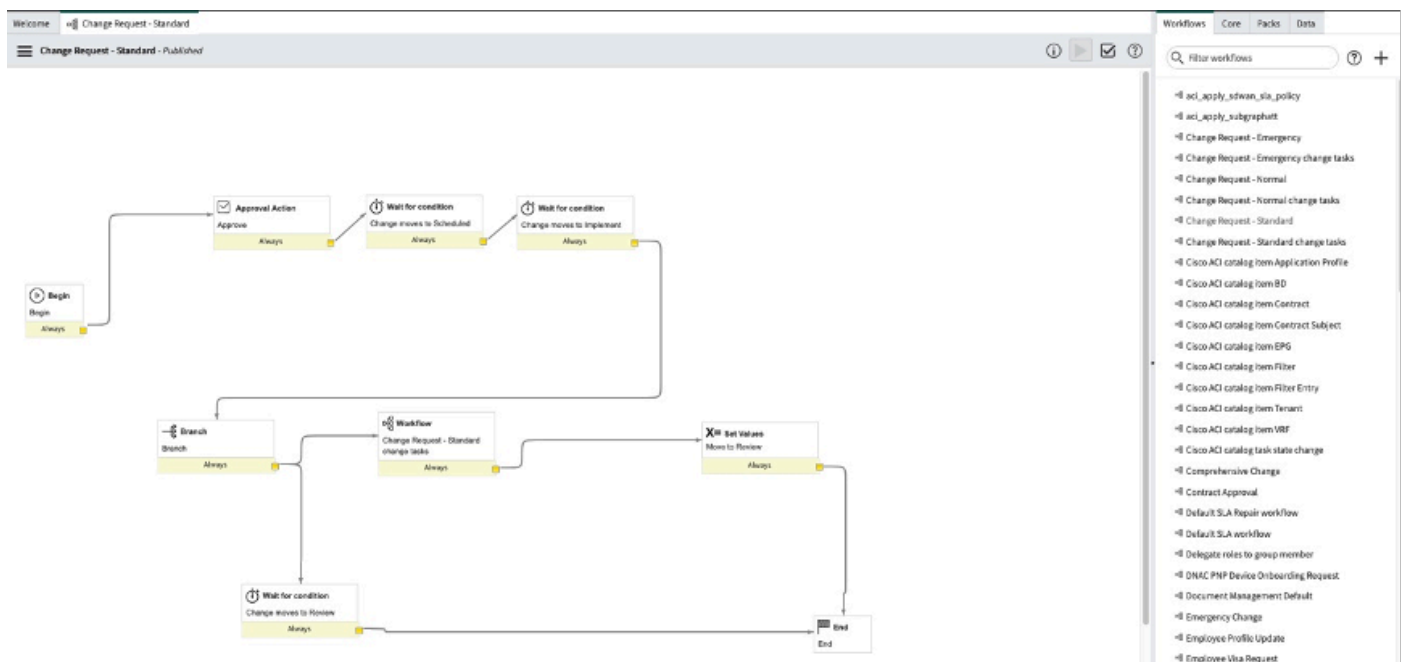 Welcome
Change Request - Standard
Change Request - Standard - Published
Approval Action
Approve
Always
Wait for condition
Change moves to Scheduled
Always
Wait for condition
Change moves to Implement
Always
Begin
Begin
Always
Branch
Branch
Always
Workflow
Change Request - Standard
change tasks
Always
Set Values
Move to Review
Always
Wait for condition
Change moves to Review
Always
End
End
Workflows
Core
Packs
Data
Filter workflows
aci_apply_sdwan_sla_policy
aci_apply_subgraphatt
Change Request - Emergency
Change Request - Emergency change tasks
Change Request - Normal
Change Request - Normal change tasks
Change Request - Standard
Change Request - Standard change tasks
Cisco ACI catalog item Application Profile
Cisco ACI catalog item BD
Cisco ACI catalog item Contract
Cisco ACI catalog item Contract Subject
Cisco ACI catalog item EPG
Cisco ACI catalog item Filter
Cisco ACI catalog item Filter Entry
Cisco ACI catalog item Tenant
Cisco ACI catalog item VRF
Cisco ACI catalog task state change
Comprehensive Change
Contract Approval
Default SLA Repair workflow
Default SLA workflow
Delegate roles to group member
DNAC PNP Device Onboarding Request
Document Management Default
Emergency Change
Employee Profile Update
Employee Visa Request